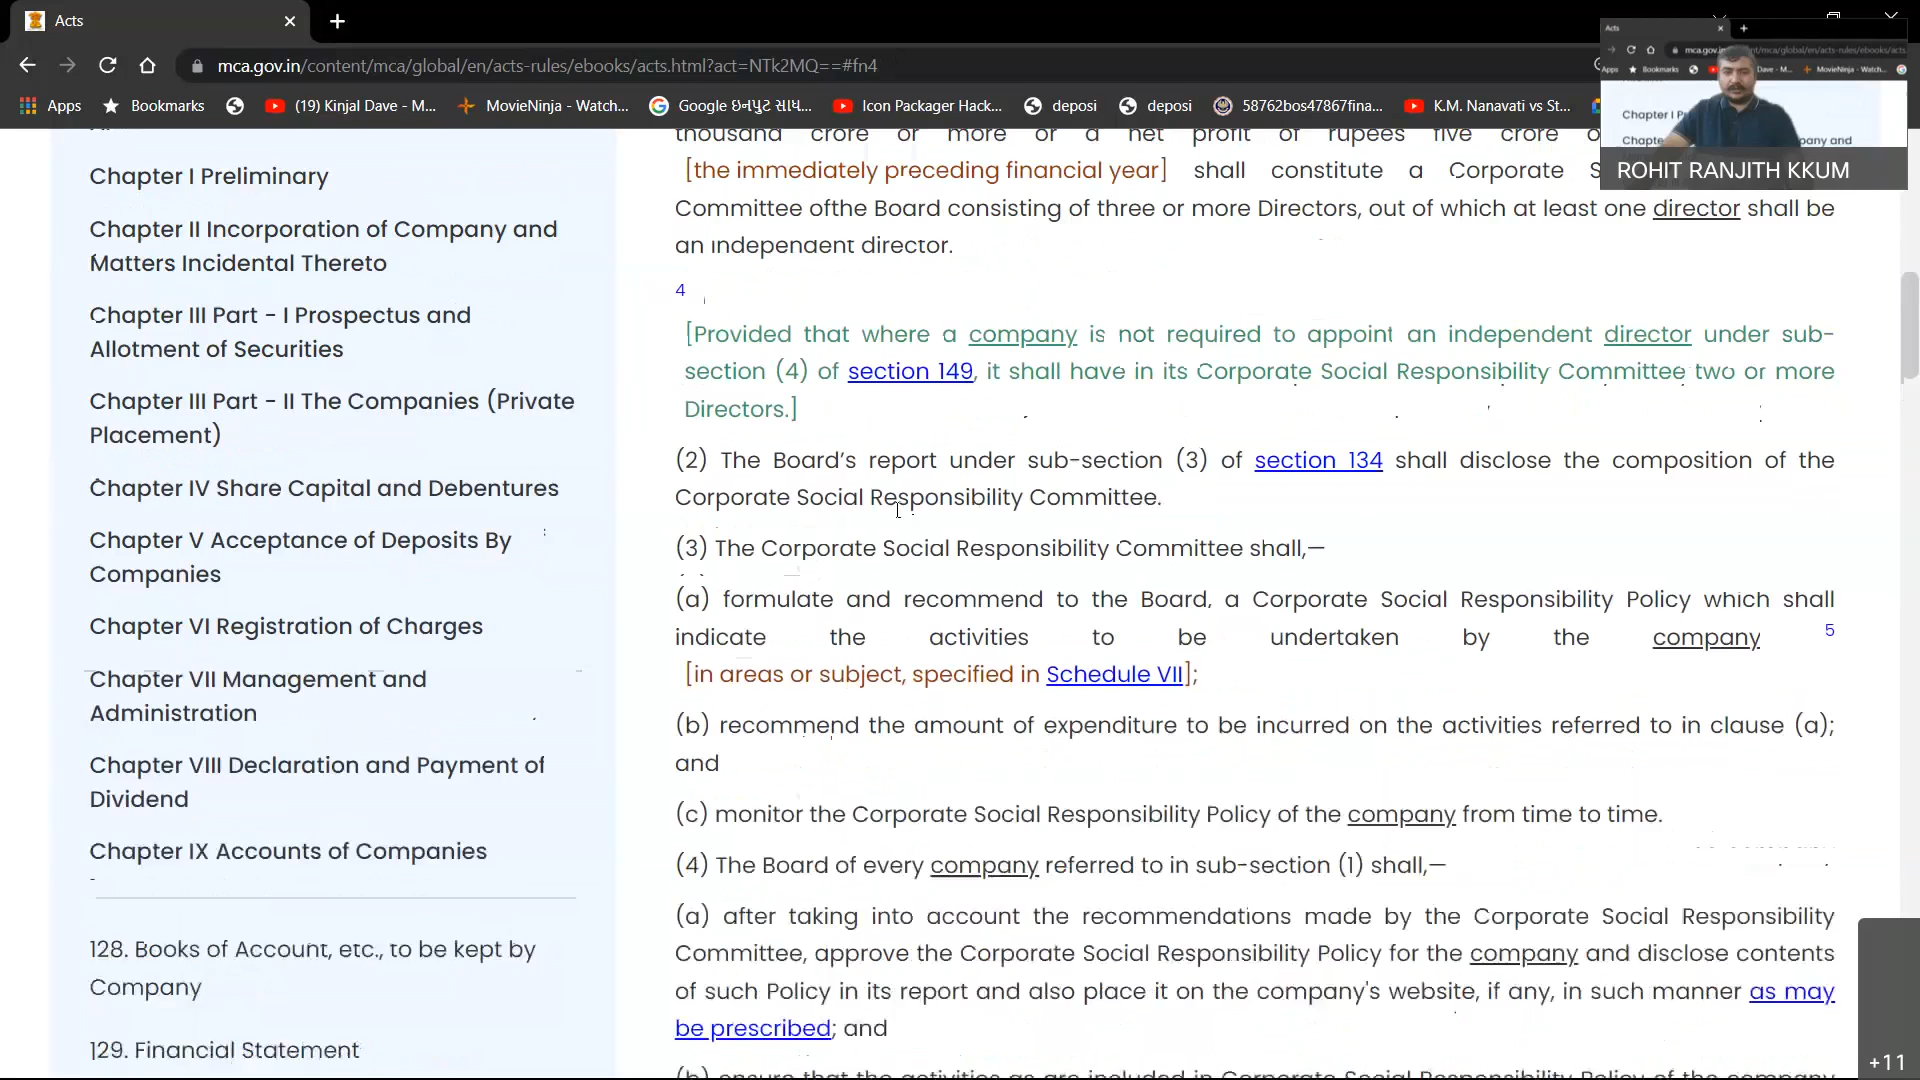 Acts
mca.gov.in/content/mca/global/en/acts-rules/ebooks/acts.html?act=NTk2MQ==#fn4
Apps
Bookmarks
(19) Kinjal Dave - M...
MovieNinja - Watch...
Google ઇનપુટ સાધ...
Icon Packager Hack...
deposi
deposi
58762bos47867fina...
K.M. Nanavati vs St...
ROHIT RANJITH KKUM
Chapter I Preliminary
Chapter II Incorporation of Company and
Matters Incidental Thereto
Chapter III Part - I Prospectus and
Allotment of Securities
Chapter III Part - II The Companies (Private
Placement)
Chapter IV Share Capital and Debentures
Chapter V Acceptance of Deposits By
Companies
Chapter VI Registration of Charges
Chapter VII Management and
Administration
Chapter VIII Declaration and Payment of
Dividend
Chapter IX Accounts of Companies
128. Books of Account, etc., to be kept by
Company
129. Financial Statement
thousand crore or more or a net profit of rupees five crore
[the immediately preceding financial year] shall constitute a Corporate
Committee ofthe Board consisting of three or more Directors, out of which at least one director shall be
an independent director.
4
[Provided that where a company is not required to appoint an independent director under sub-
section (4) of section 149, it shall have in its Corporate Social Responsibility Committee two or more
Directors.]
(2) The Board's report under sub-section (3) of section 134 shall disclose the composition of the
Corporate Social Responsibility Committee.
(3) The Corporate Social Responsibility Committee shall,—
(a) formulate and recommend to the Board, a Corporate Social Responsibility Policy which shall
indicate the activities to be undertaken by the company 5
[in areas or subject, specified in Schedule VII];
(b) recommend the amount of expenditure to be incurred on the activities referred to in clause (a);
and
(c) monitor the Corporate Social Responsibility Policy of the company from time to time.
(4) The Board of every company referred to in sub-section (1) shall,—
(a) after taking into account the recommendations made by the Corporate Social Responsibility
Committee, approve the Corporate Social Responsibility Policy for the company and disclose contents
of such Policy in its report and also place it on the company's website, if any, in such manner as may
be prescribed; and
(b) ensure that the activities as are included in Corporate Social Responsibility Policy of the company
+11